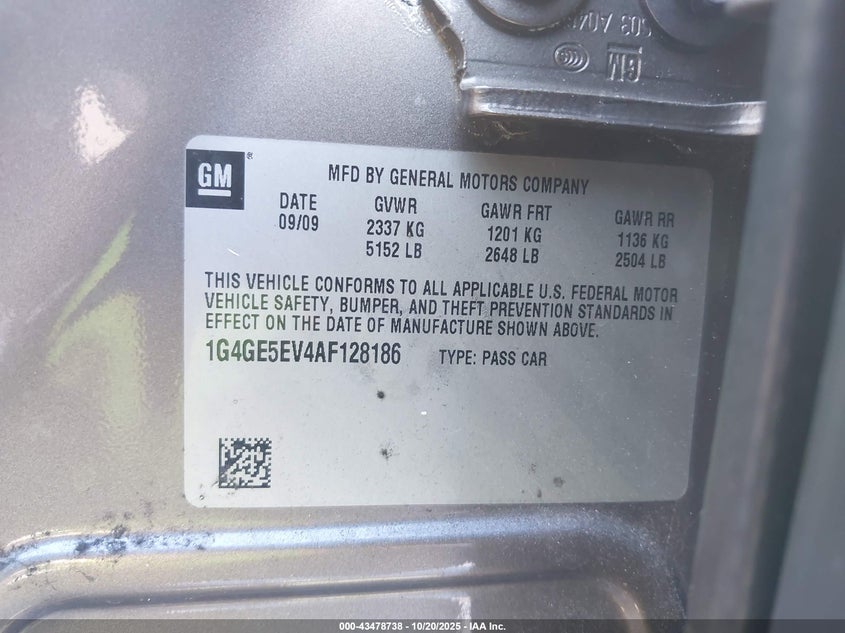 GM
GM
®
MFD BY GENERAL MOTORS COMPANY
DATE GVWR GAWR FRT GAWR RR
09/09 2337 KG 1201 KG 1136 KG
5152 LB 2648 LB 2504 LB
THIS VEHICLE CONFORMS TO ALL APPLICABLE U.S. FEDERAL MOTOR
VEHICLE SAFETY, BUMPER, AND THEFT PREVENTION STANDARDS IN
EFFECT ON THE DATE OF MANUFACTURE SHOWN ABOVE.
1G4GE5EV4AF128186 TYPE: PASS CAR
000-43478738 - 10/20/2025 - IAA Inc.